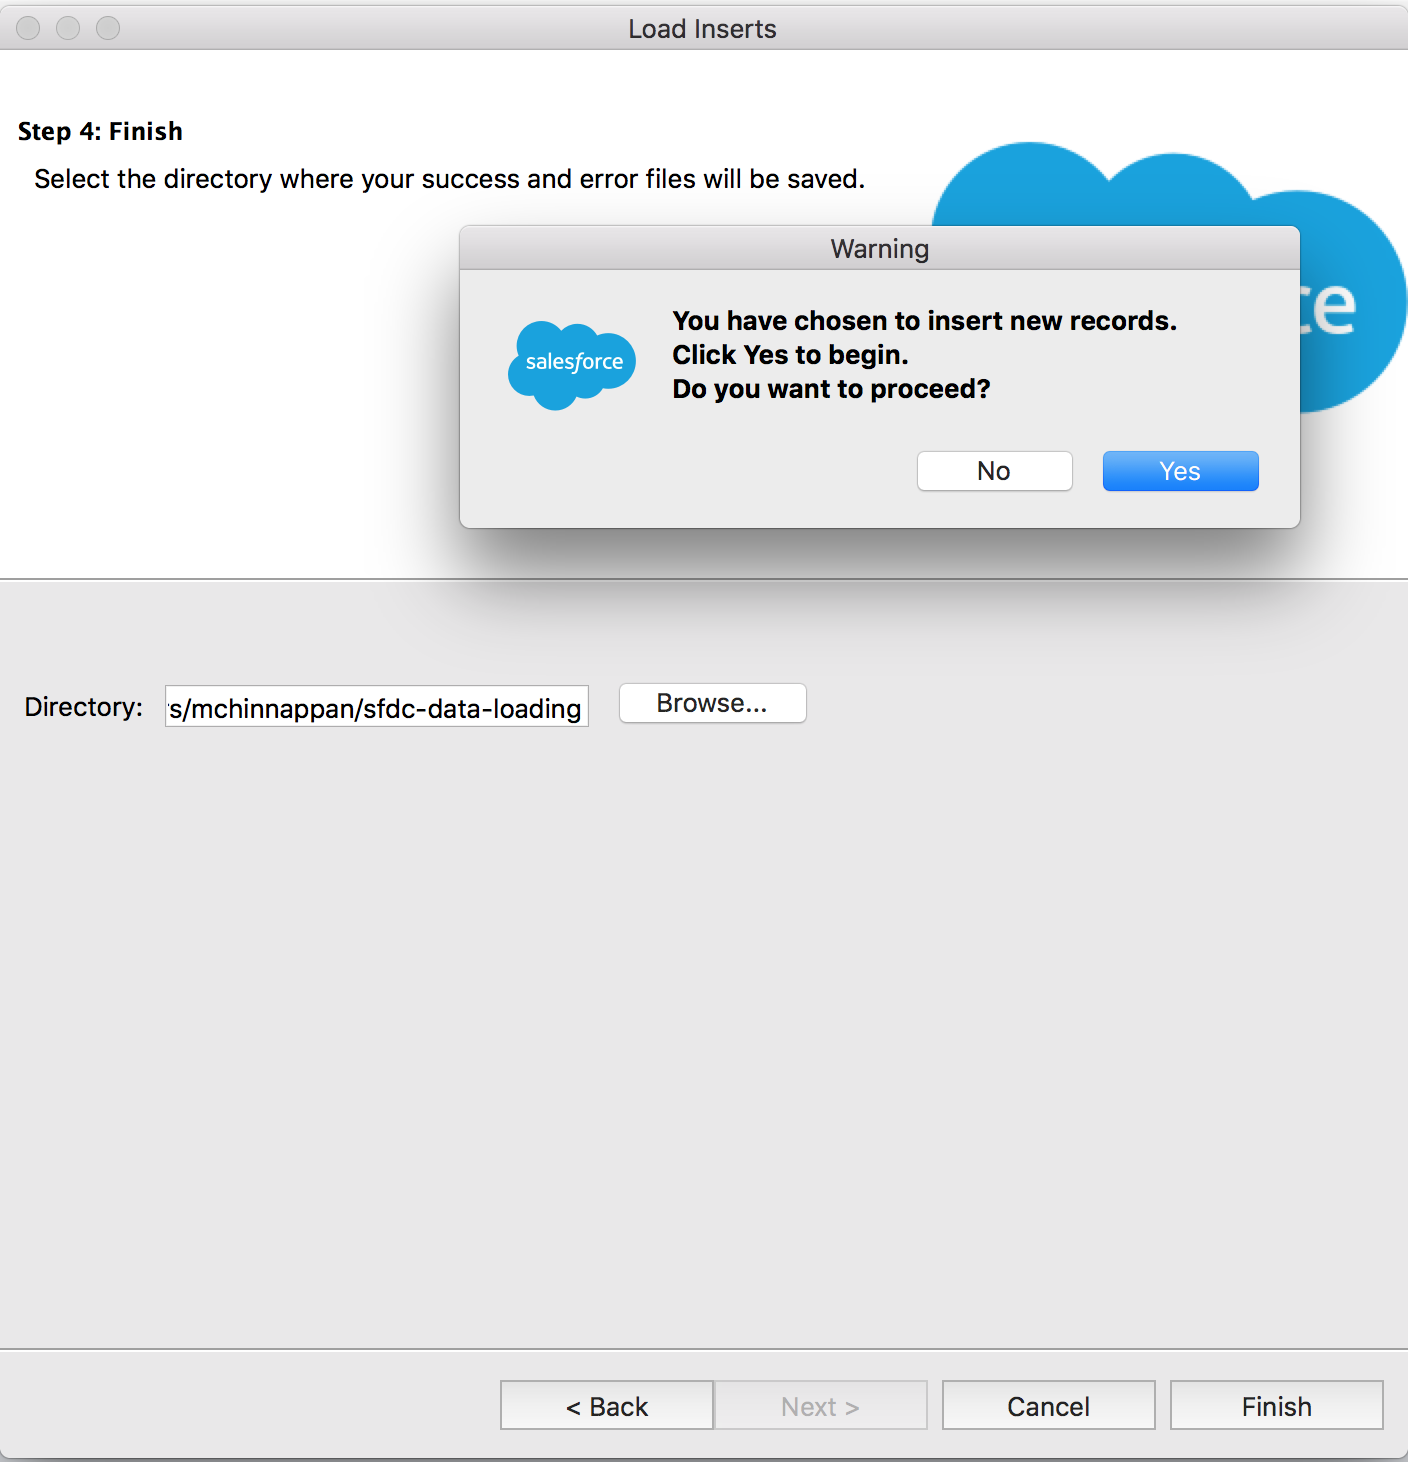 Load Inserts
Step 4: Finish
Select the directory where your success and error files will be saved.
Warning
salesforce
You have chosen to insert new records.
Click Yes to begin.
Do you want to proceed?
ce
No
Yes
Directory:
s/mchinnappan/sfdc-data-loading
Browse...
< Back
Next >
Cancel
Finish